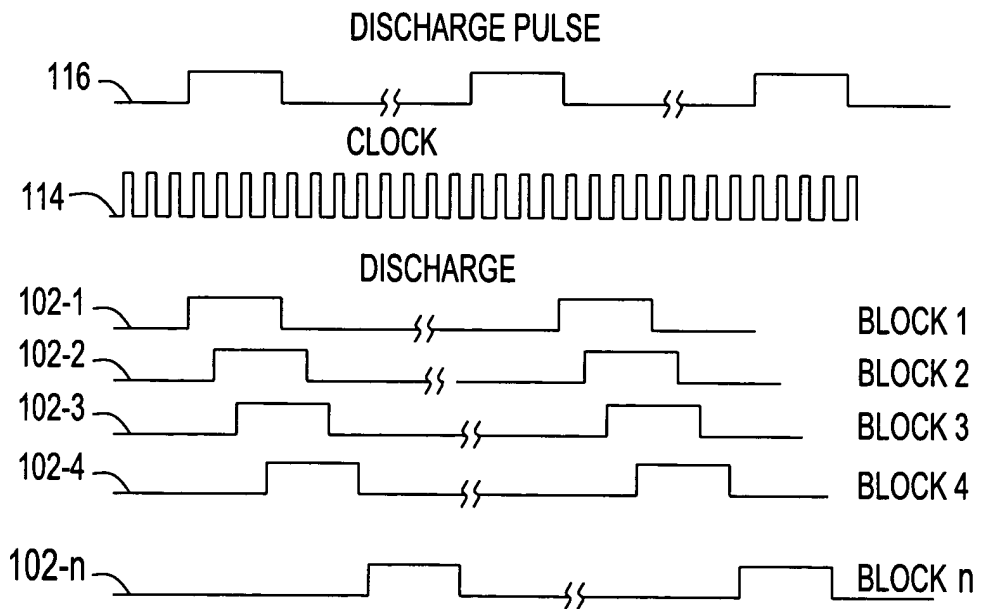 DISCHARGE PULSE
116
CLOCK
114
DISCHARGE
102-1 BLOCK 1
102-2 BLOCK 2
102-3 BLOCK 3
102-4 BLOCK 4
102-n BLOCK n